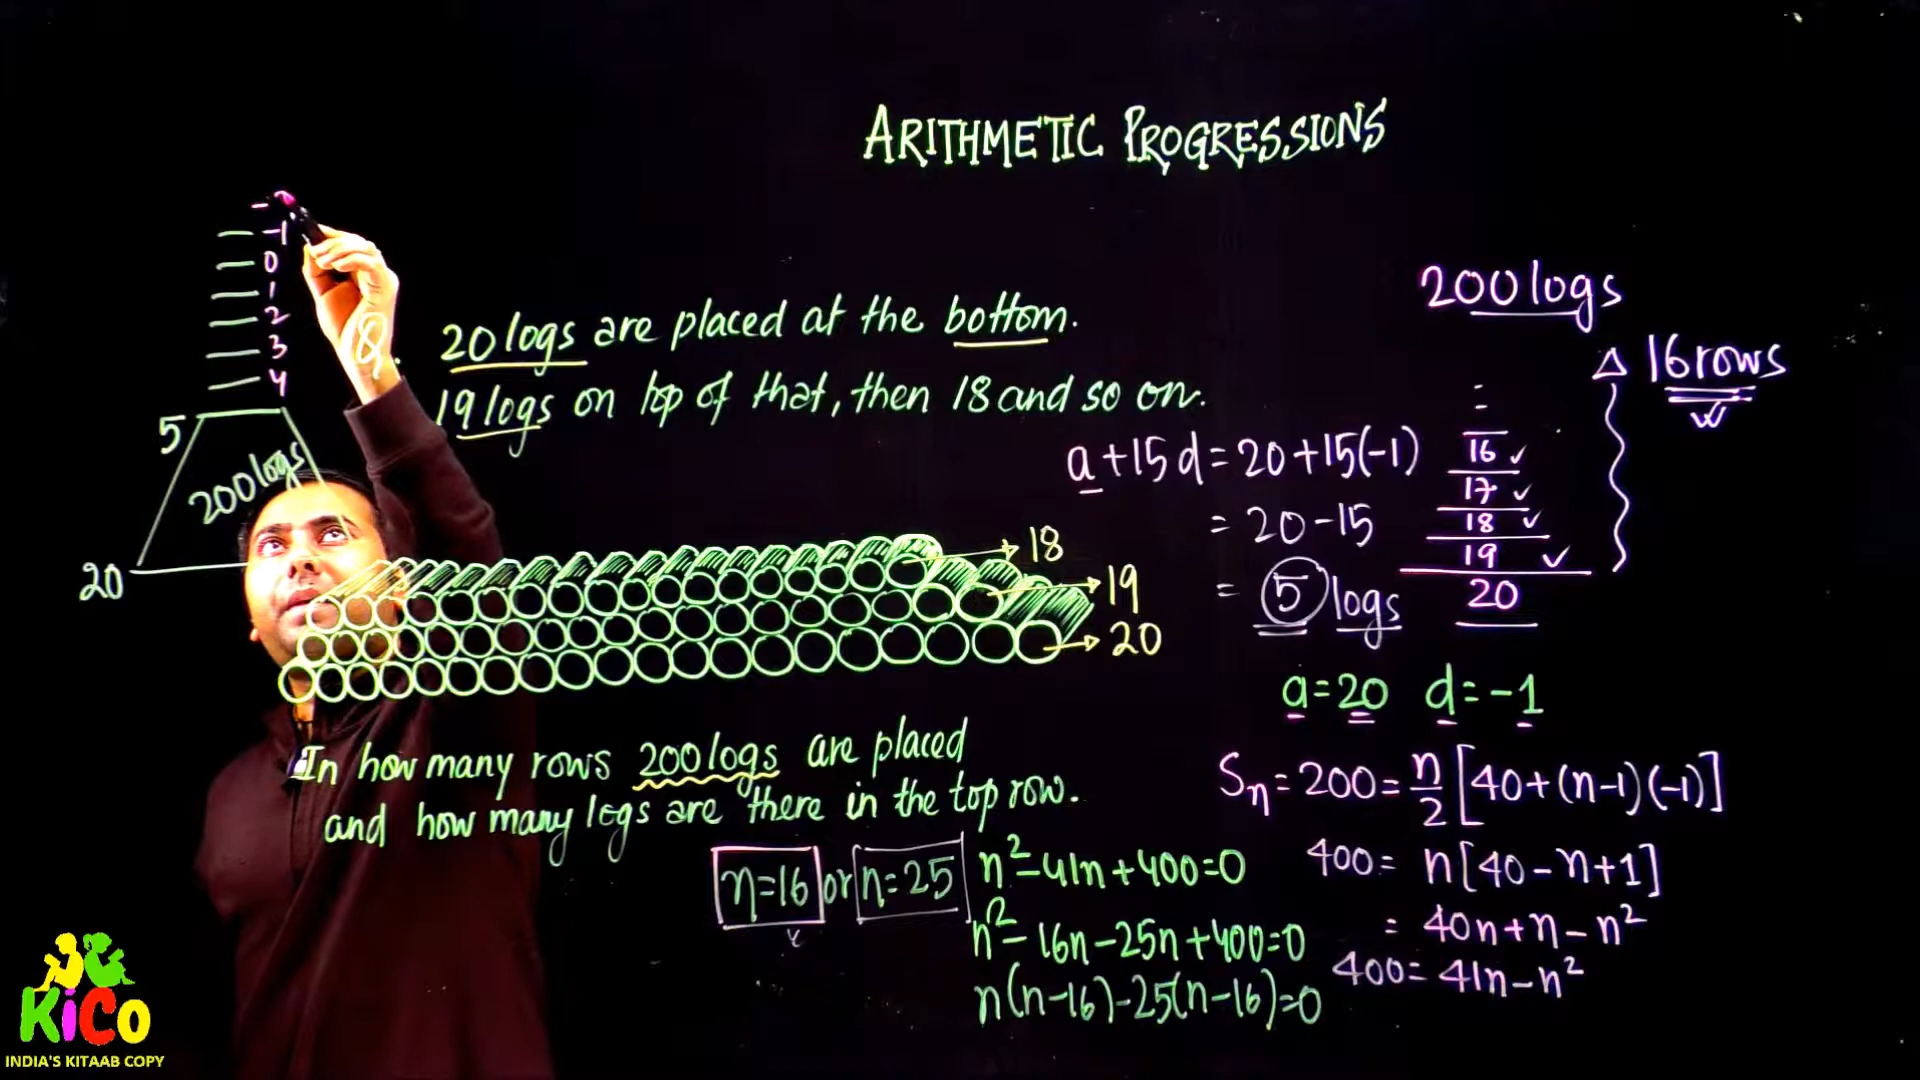 ARITHMETIC PROGRESSIONS
-1
0
1
2
3
4
5
200 logs
20
Q. 20 logs are placed at the bottom.
19 logs on top of that, then 18 and so on.
18
19
20
In how many rows 200 logs are placed
and how many logs are there in the top row.
200 logs
16 rows
16 ✓
17 ✓
18 ✓
19 ✓
20
a+15d = 20+15(-1)
= 20-15
= 5 logs
a=20 d=-1
Sn = 200 = n/2 [40+(n-1)(-1)]
400 = n[40-n+1]
= 40n+n-n²
400 = 41n-n²
n²-41n+400=0
n²-16n-25n+400=0
n(n-16)-25(n-16)=0
n=16 or n=25
KiCo
INDIA'S KITAAB COPY